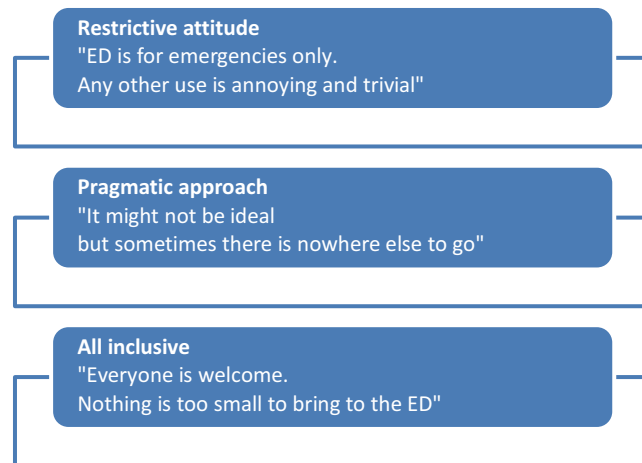 Restrictive attitude
"ED is for emergencies only.
Any other use is annoying and trivial"
Pragmatic approach
"It might not be ideal
but sometimes there is nowhere else to go"
All inclusive
"Everyone is welcome.
Nothing is too small to bring to the ED"